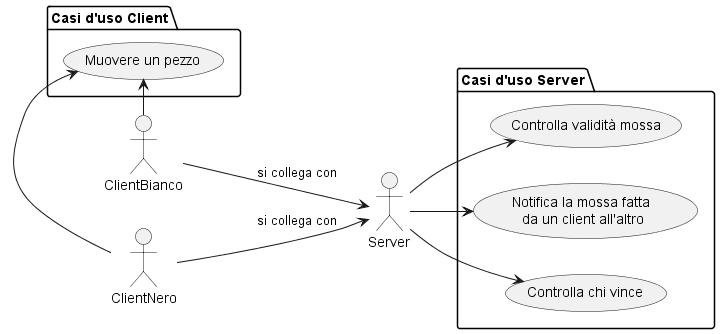 Casi d'uso Client
Muovere un pezzo
ClientBianco
ClientNero
si collega con
si collega con
Server
Casi d'uso Server
Controlla validità mossa
Notifica la mossa fatta
da un client all'altro
Controlla chi vince